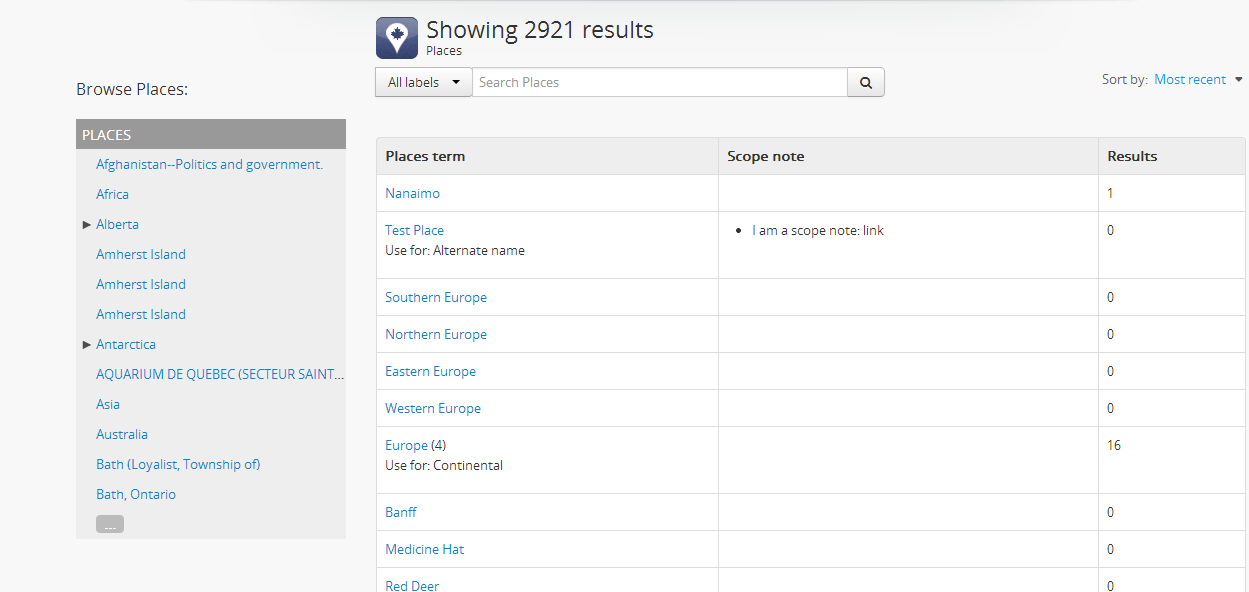 Showing 2921 results
Places
All labels
Search Places
Sort by: Most recent
Browse Places:
PLACES
Afghanistan--Politics and government.
Africa
Alberta
Amherst Island
Amherst Island
Amherst Island
Antarctica
AQUARIUM DE QUEBEC (SECTEUR SAINT...
Asia
Australia
Bath (Loyalist, Township of)
Bath, Ontario
...
Places term Scope note Results
Nanaimo 1
Test Place • I am a scope note: link 0
Use for: Alternate name
Southern Europe 0
Northern Europe 0
Eastern Europe 0
Western Europe 0
Europe (4) 16
Use for: Continental
Banff 0
Medicine Hat 0
Red Deer 0